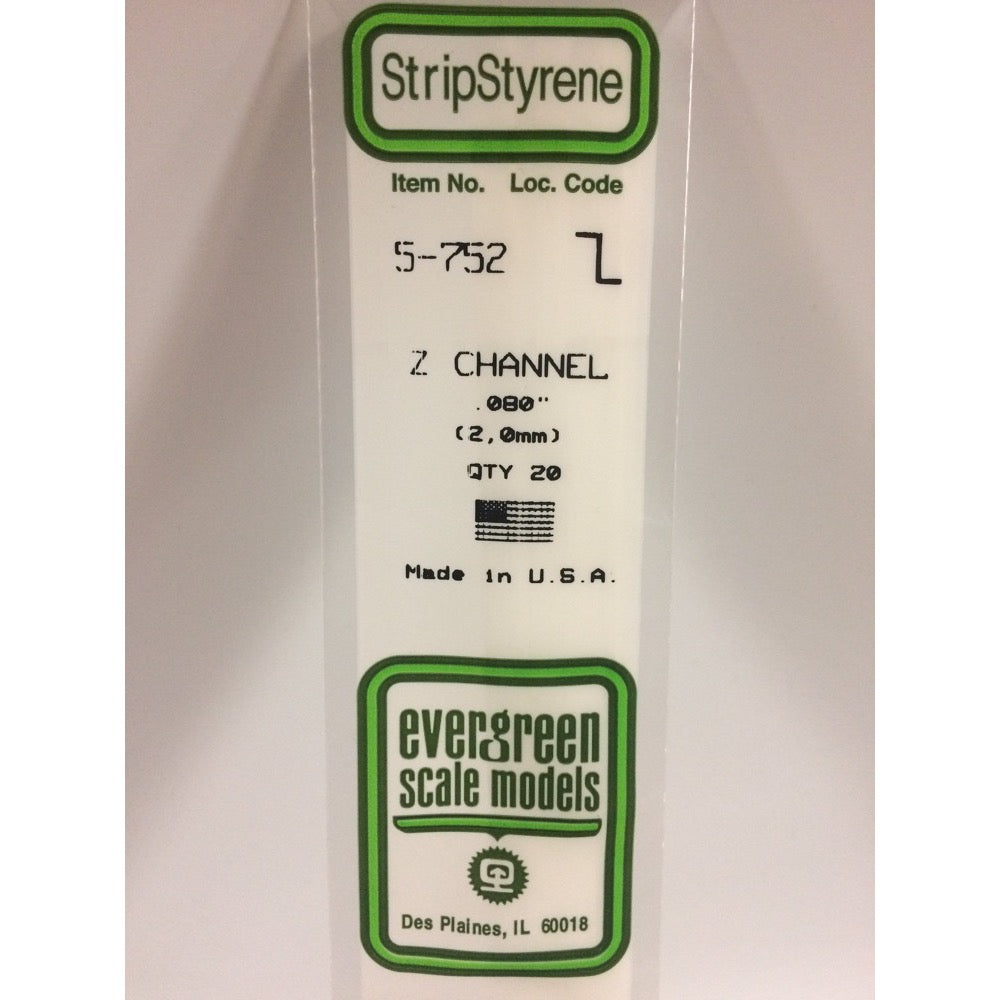 StripStyrene
Item No. Loc. Code
5-752
Z CHANNEL
.080"
(2,0mm)
QTY 20
Made in U.S.A.
evergreen
scale models
Des Plaines, IL 60018